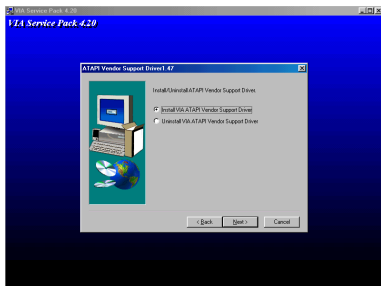 VIA Service Pack 4.20
VIA Service Pack 4.20
ATAPI Vendor Support Driver1.47
Install/Uninstall ATAPI Vendor Support Driver.
Install VIA ATAPI Vendor Support Driver
Uninstall VIA ATAPI Vendor Support Driver
< Back Next > Cancel